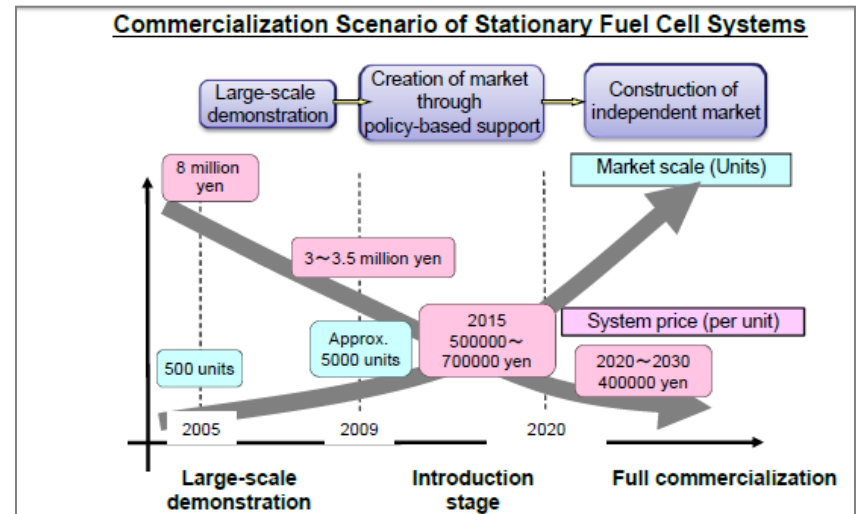 Commercialization Scenario of Stationary Fuel Cell Systems
Large-scale
demonstration
Creation of market
through
policy-based support
Construction of
independent market
8 million
yen
Market scale (Units)
3～3.5 million yen
2015
500000～
700000 yen
System price (per unit)
Approx.
5000 units
500 units
2020～2030
400000 yen
2005
2009
2020
Large-scale
demonstration
Introduction
stage
Full commercialization